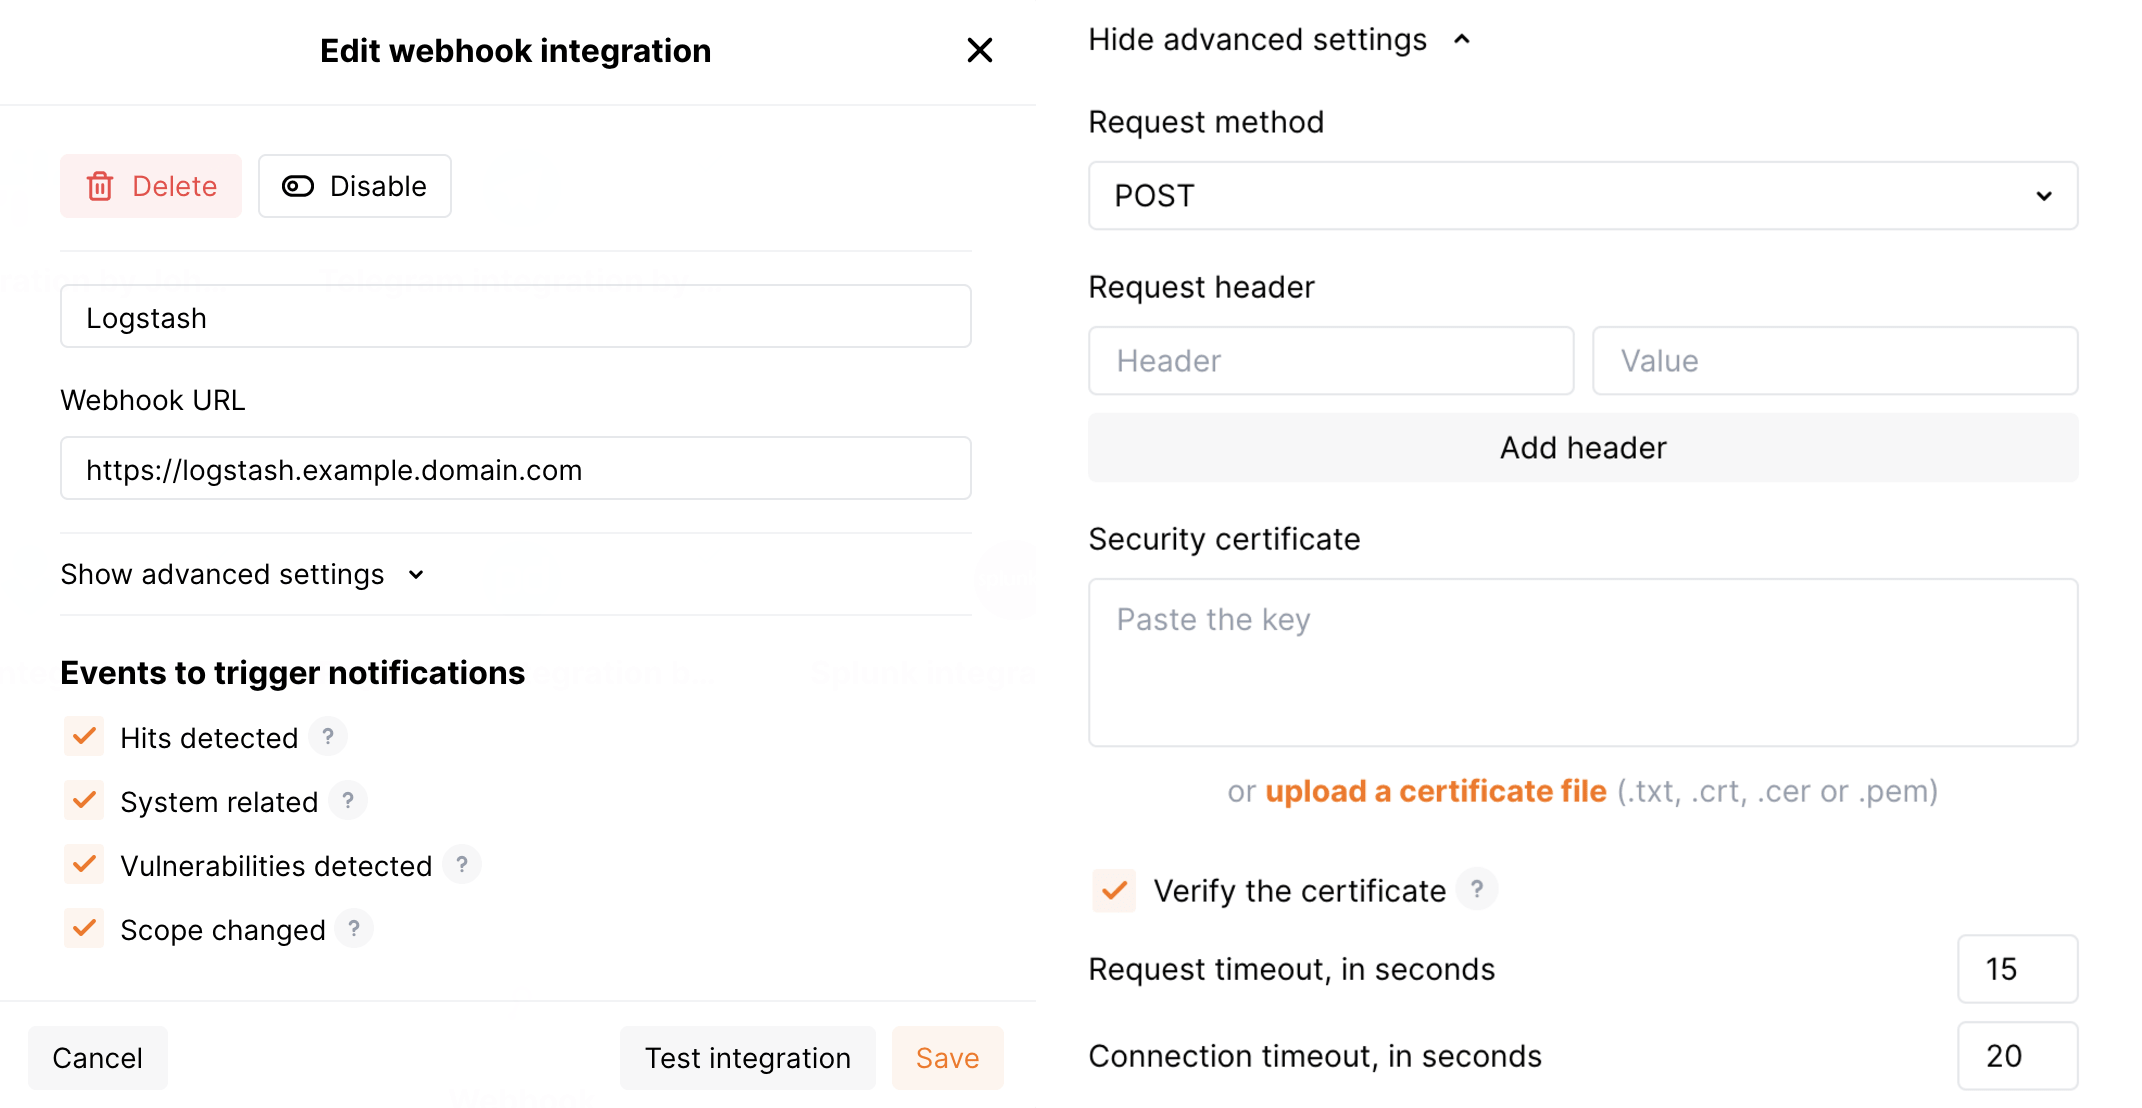 Edit webhook integration
Delete
Disable
Logstash
Webhook URL
https://logstash.example.domain.com
Show advanced settings
Events to trigger notifications
Hits detected ?
System related ?
Vulnerabilities detected ?
Scope changed ?
Cancel
Test integration
Save
Hide advanced settings
Request method
POST
Request header
Header
Value
Add header
Security certificate
Paste the key
or upload a certificate file (.txt, .crt, .cer or .pem)
Verify the certificate ?
Request timeout, in seconds
15
Connection timeout, in seconds
20